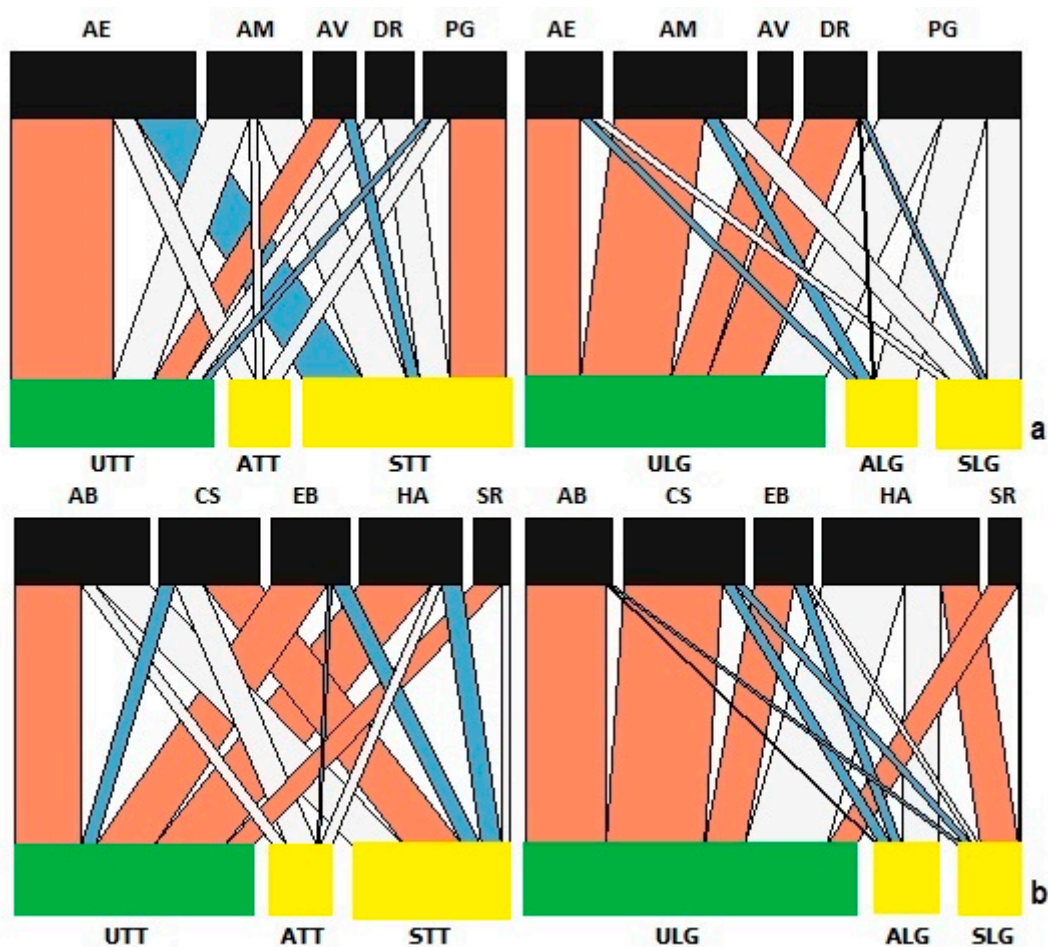 AE AM AV DR PG AE AM AV DR PG
a
UTT ATT STT ULG ALG SLG
AB CS EB HA SR AB CS EB HA SR
b
UTT ATT STT ULG ALG SLG